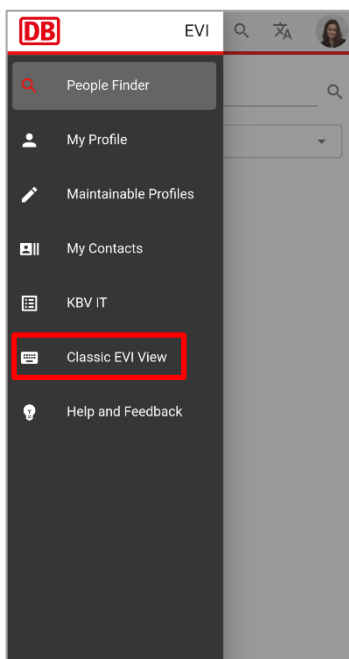 DB EVI
People Finder
My Profile
Maintainable Profiles
My Contacts
KBV IT
Classic EVI View
Help and Feedback